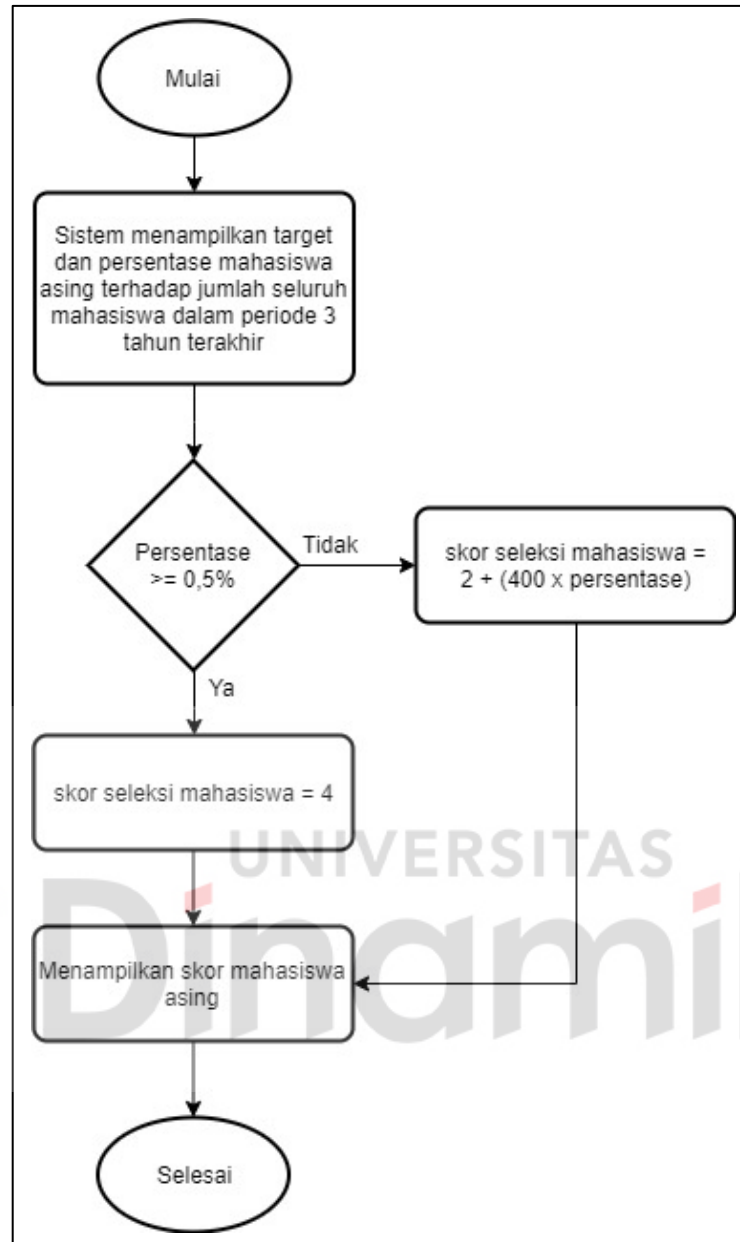 Mulai
Sistem menampilkan target
dan persentase mahasiswa
asing terhadap jumlah seluruh
mahasiswa dalam periode 3
tahun terakhir
Persentase
>= 0,5%
Tidak
skor seleksi mahasiswa =
2 + (400 x persentase)
Ya
skor seleksi mahasiswa = 4
UNIVERSITAS
Dinami
Menampilkan skor mahasiswa
asing
Selesai